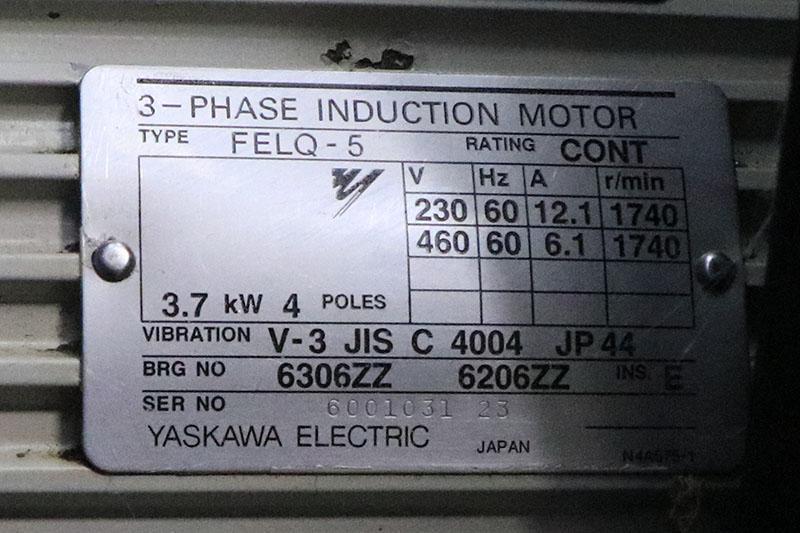 3-PHASE INDUCTION MOTOR
TYPE FELQ-5 RATING CONT
V Hz A r/min
230 60 12.1 1740
460 60 6.1 1740
3.7 kW 4 POLES
VIBRATION V-3 JIS C 4004 JP 44
BRG NO 6306ZZ 6206ZZ INS. E
SER NO 6001031 23
YASKAWA ELECTRIC JAPAN